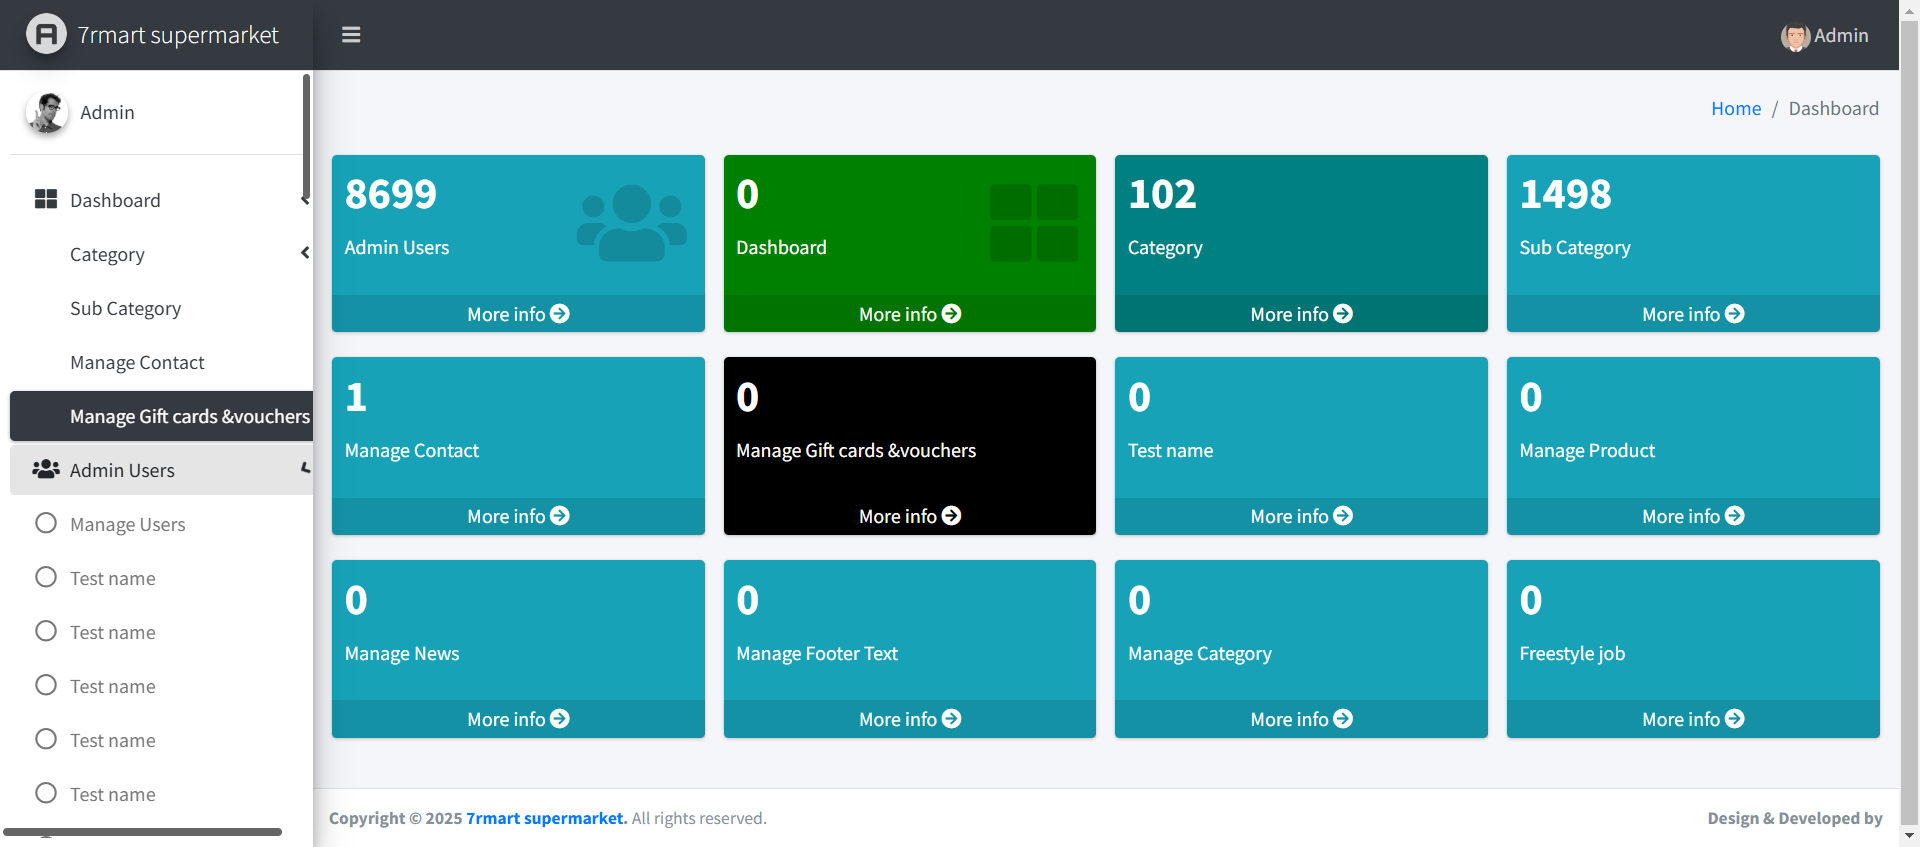 7rmart supermarket
Admin
Admin
Home / Dashboard
Dashboard
Category
Sub Category
Manage Contact
Manage Gift cards &vouchers
Admin Users
Manage Users
Test name
Test name
Test name
Test name
Test name
8699
Admin Users
More info
0
Dashboard
More info
102
Category
More info
1498
Sub Category
More info
1
Manage Contact
More info
0
Manage Gift cards &vouchers
More info
0
Test name
More info
0
Manage Product
More info
0
Manage News
More info
0
Manage Footer Text
More info
0
Manage Category
More info
0
Freestyle job
More info
Copyright © 2025 7rmart supermarket. All rights reserved.
Design & Developed by